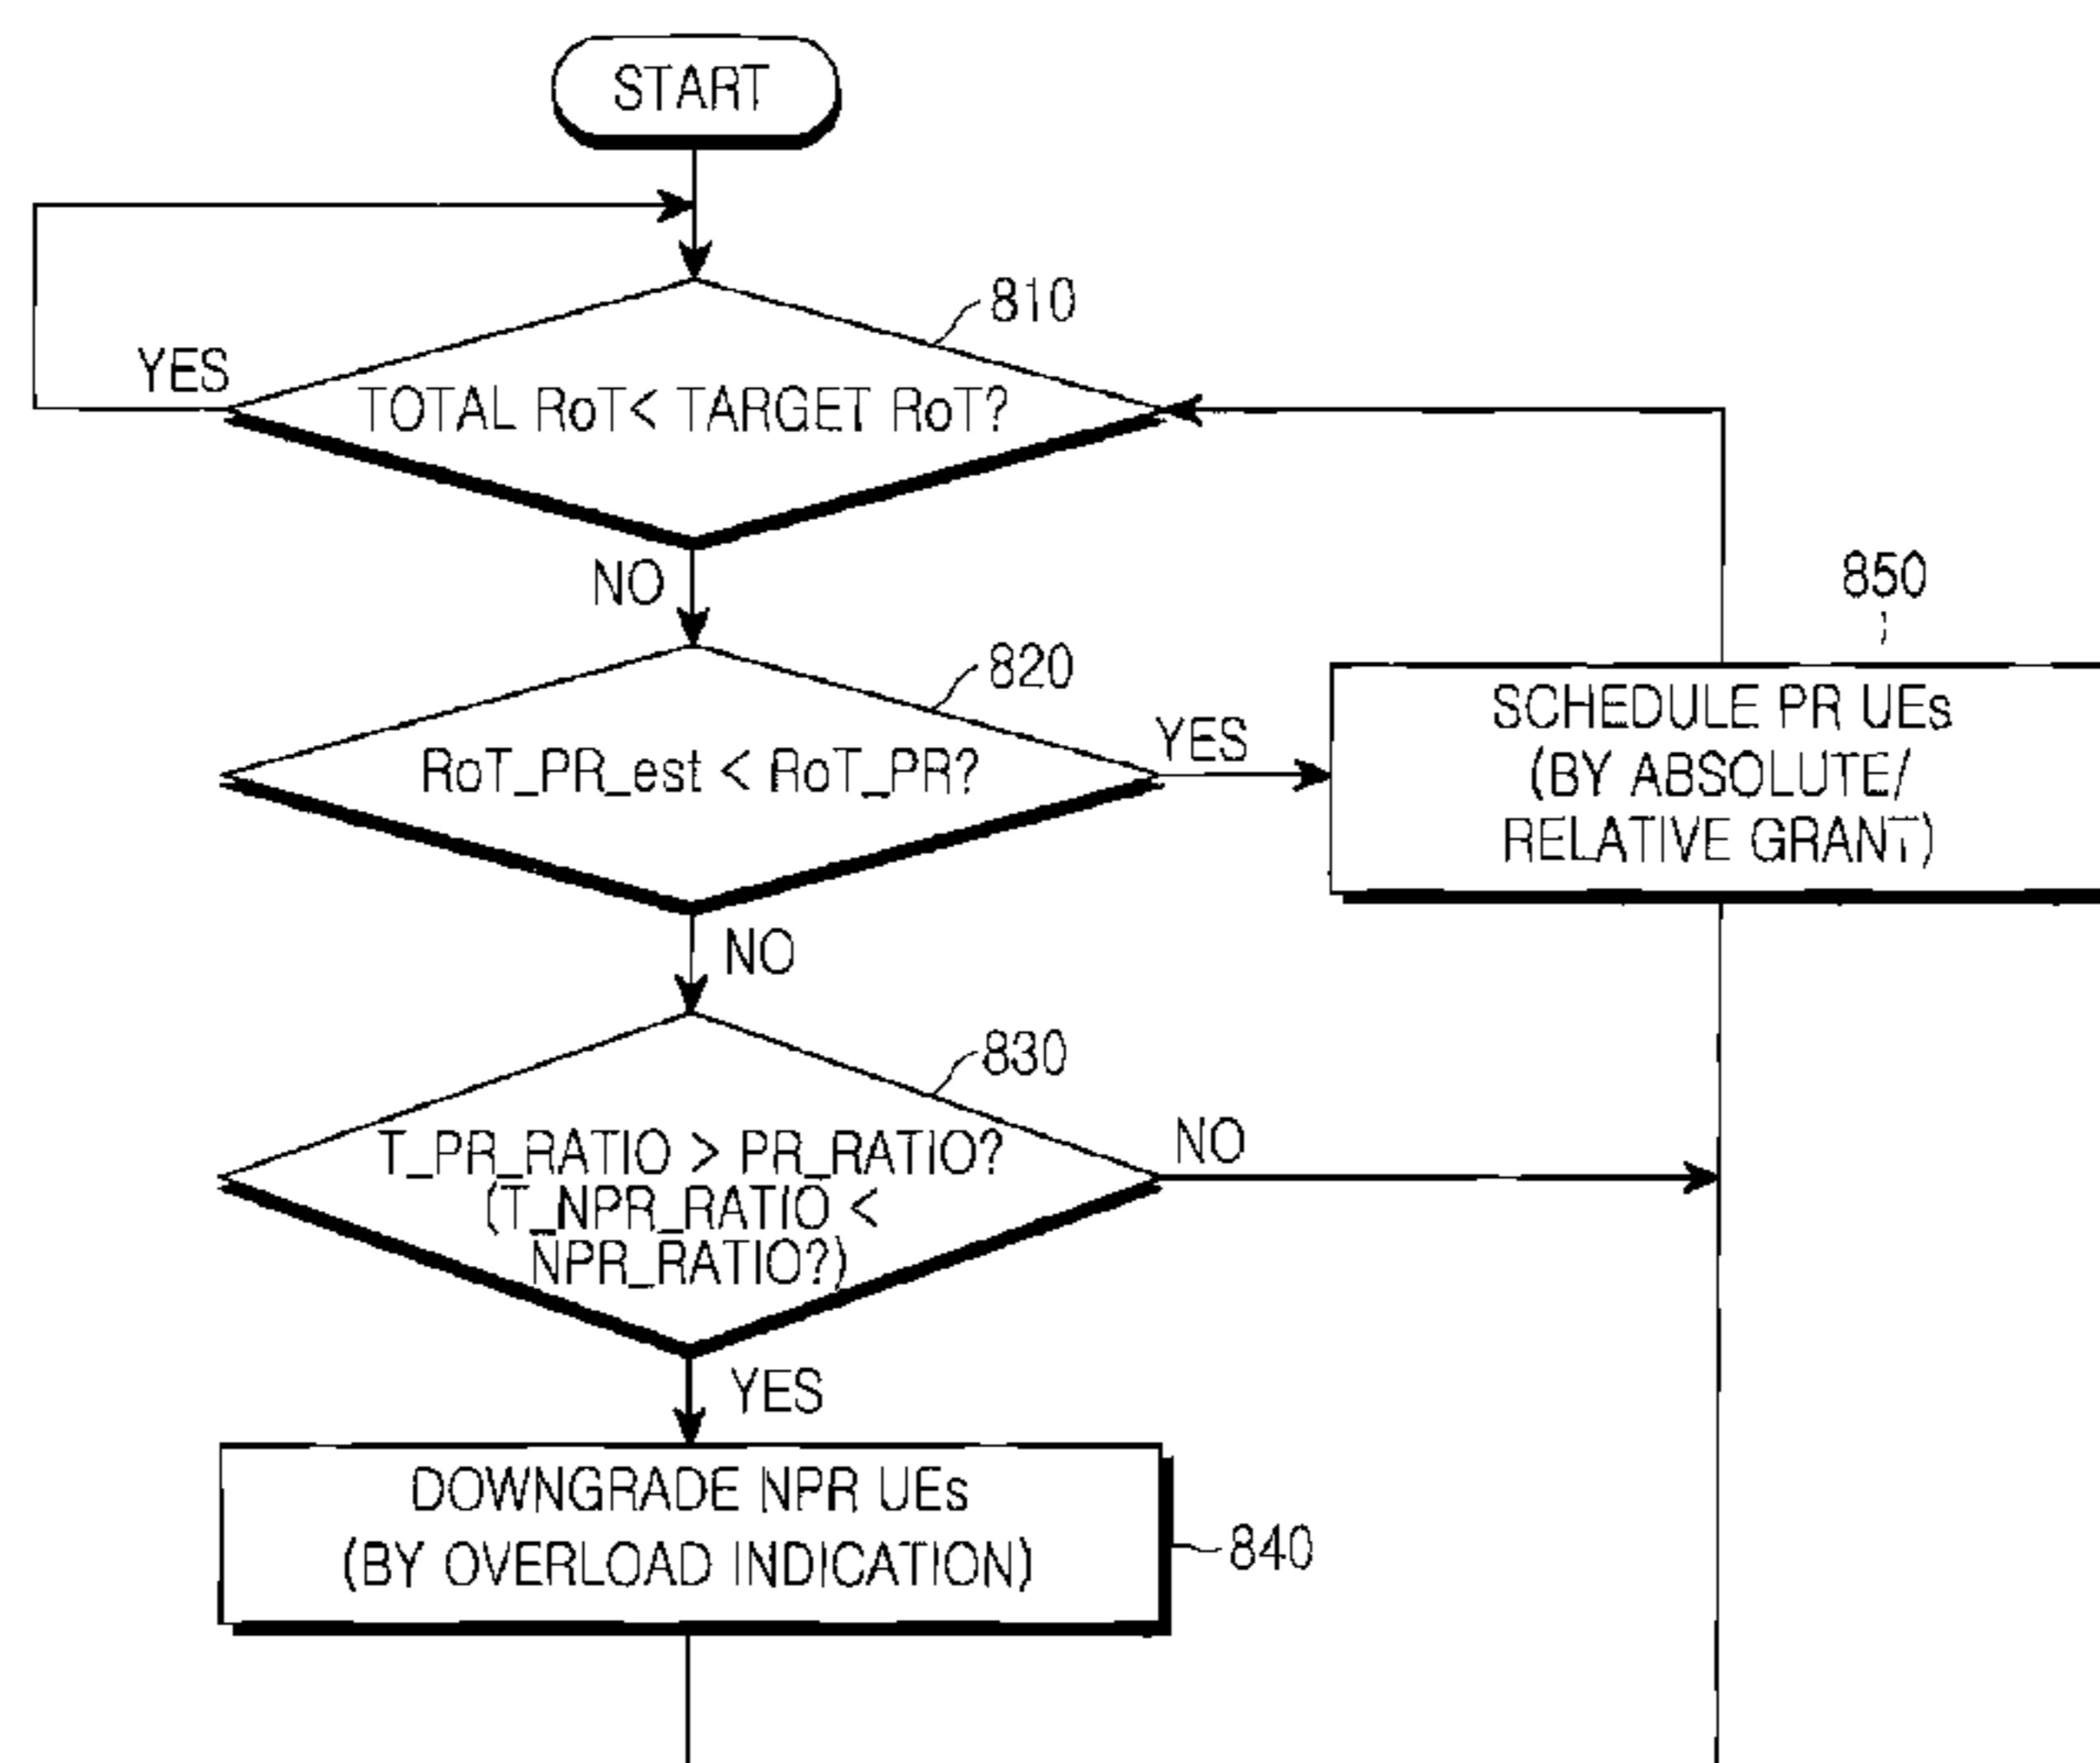 START
810
YES
TOTAL RoT< TARGET RoT?
NO
850
820
YES
RoT_PR_est < RoT_PR?
SCHEDULE PR UEs
(BY ABSOLUTE/
RELATIVE GRANT)
NO
830
T_PR_RATIO > PR_RATIO?
(T_NPR_RATIO <
NPR_RATIO?)
NO
YES
DOWNGRADE NPR UEs
(BY OVERLOAD INDICATION)
840